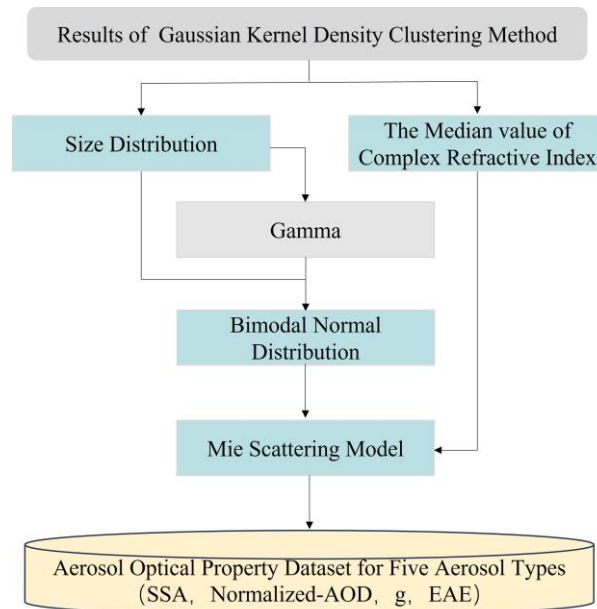 Results of Gaussian Kernel Density Clustering Method
Size Distribution
The Median value of
Complex Refractive Index
Gamma
Bimodal Normal
Distribution
Mie Scattering Model
Aerosol Optical Property Dataset for Five Aerosol Types
(SSA, Normalized-AOD, g, EAE)